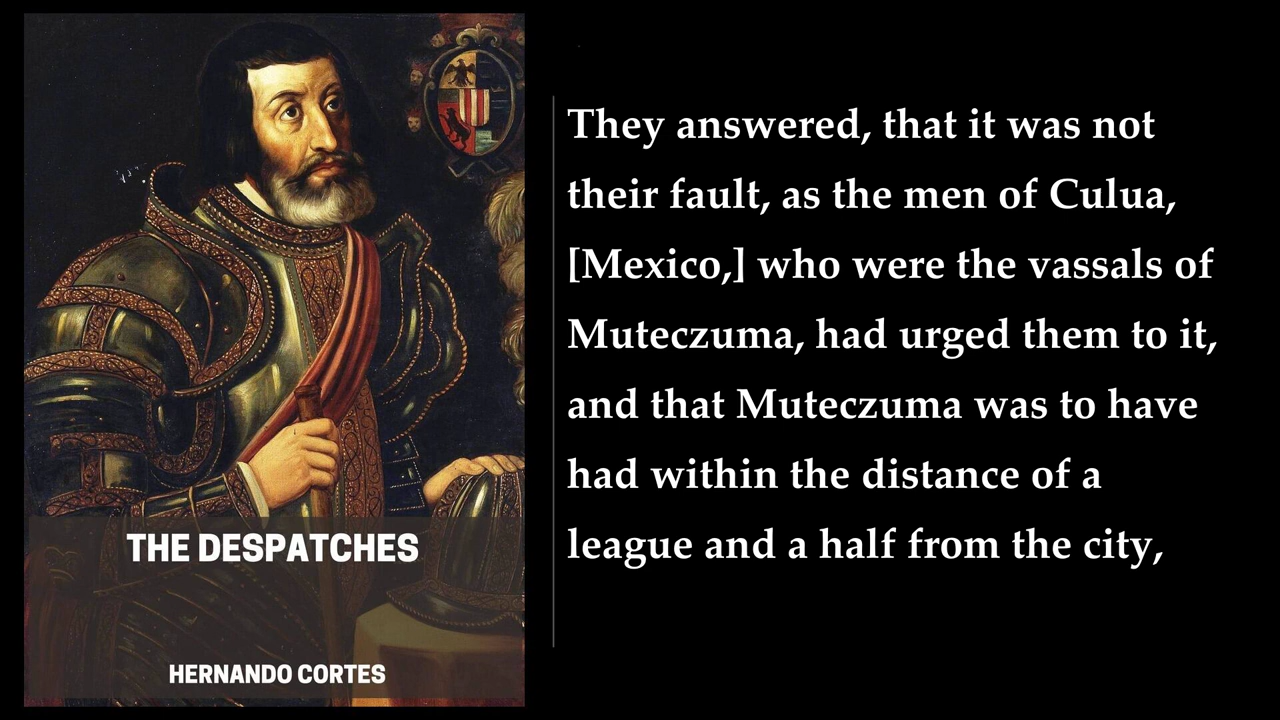 THE DESPATCHES
HERNANDO CORTES
They answered, that it was not
their fault, as the men of Culua,
[Mexico,] who were the vassals of
Muteczuma, had urged them to it,
and that Muteczuma was to have
had within the distance of a
league and a half from the city,